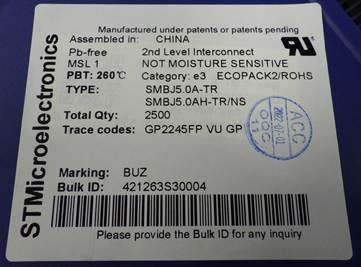 Manufactured under patents or patents pending
Assembled in: CHINA
Pb-free 2nd Level Interconnect
MSL 1 NOT MOISTURE SENSITIVE
PBT: 260°C Category: e3 ECOPACK2/ROHS
TYPE: SMBJ5.0A-TR
SMBJ5.0AH-TR/NS
Total Qty: 2500
Trace codes: GP2245FP VU GP
ACC
OQC
Marking: BUZ
Bulk ID: 421263S30004
Please provide the Bulk ID for any inquiry
STMicroelectronics